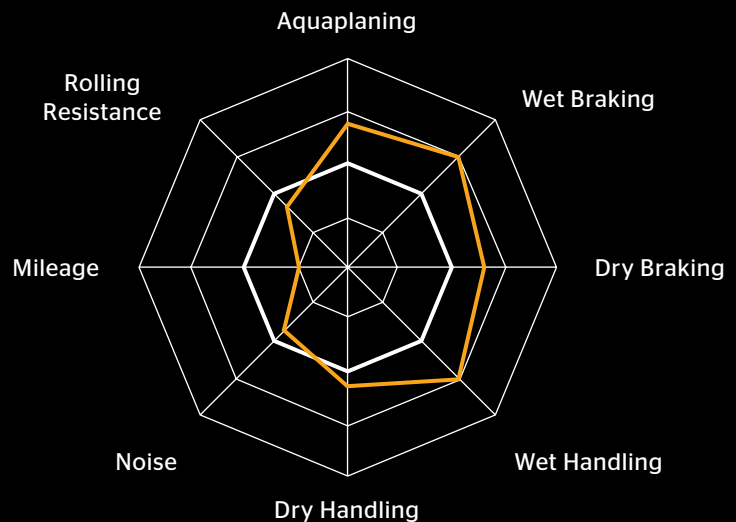 Aquaplaning
Rolling
Resistance
Wet Braking
Mileage
Dry Braking
Noise
Wet Handling
Dry Handling